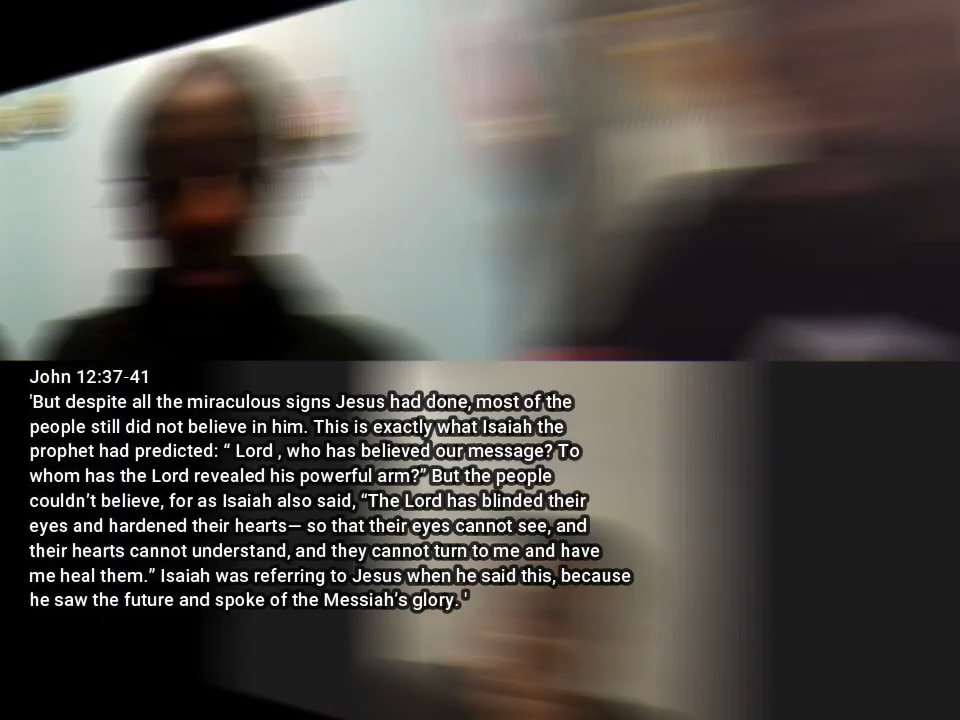 John 12:37-41
'But despite all the miraculous signs Jesus had done, most of the
people still did not believe in him. This is exactly what Isaiah the
prophet had predicted: “ Lord , who has believed our message? To
whom has the Lord revealed his powerful arm?” But the people
couldn’t believe, for as Isaiah also said, “The Lord has blinded their
eyes and hardened their hearts— so that their eyes cannot see, and
their hearts cannot understand, and they cannot turn to me and have
me heal them.” Isaiah was referring to Jesus when he said this, because
he saw the future and spoke of the Messiah’s glory. '